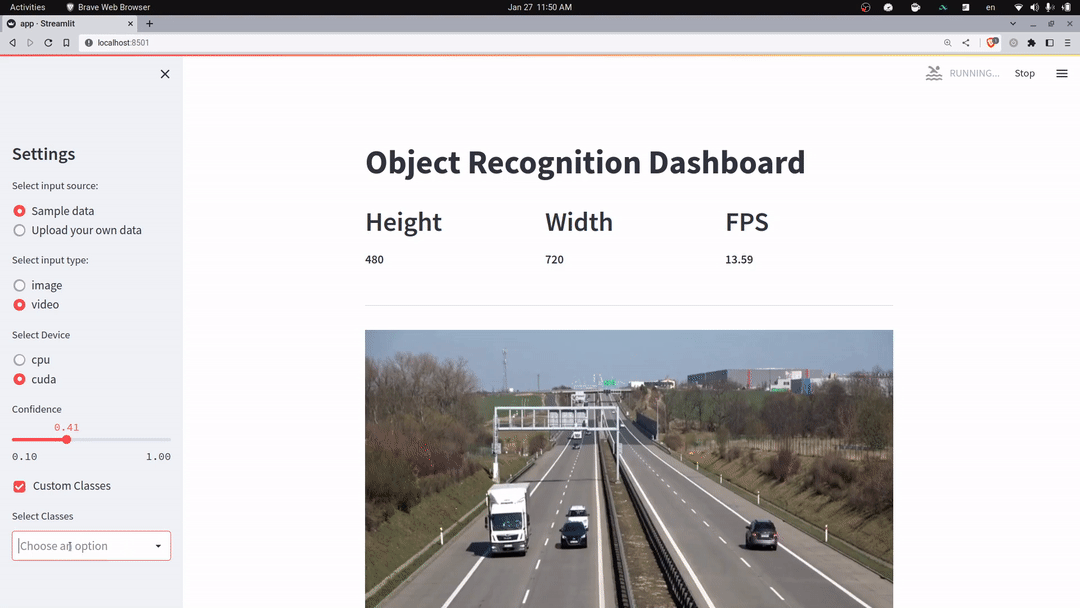 Activities
Brave Web Browser
Jan 27 11:50 AM
en
app · Streamlit
localhost:8501
RUNNING...
Stop
Settings
Select input source:
Sample data
Upload your own data
Select input type:
image
video
Select Device
cpu
cuda
Confidence
0.41
0.10 1.00
Custom Classes
Select Classes
Choose an option
Object Recognition Dashboard
Height Width FPS
480 720 13.59